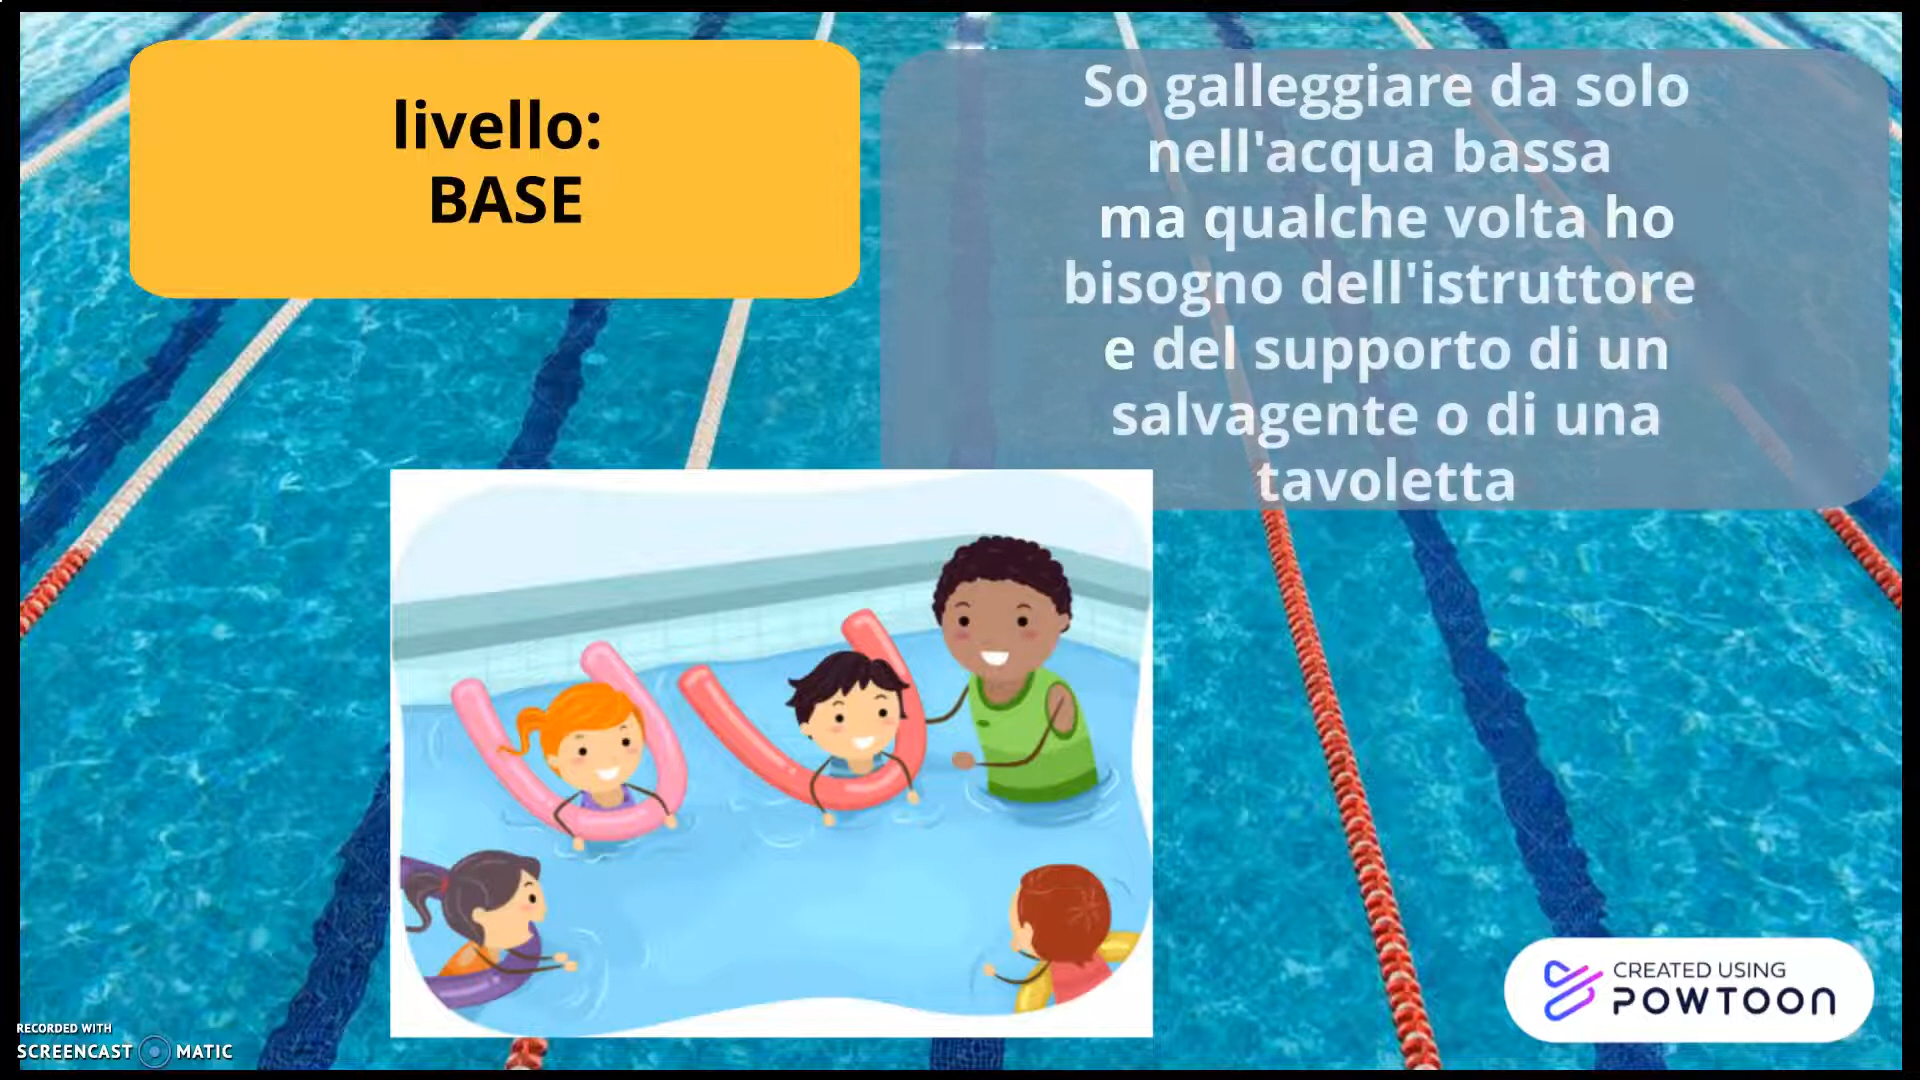 livello:
BASE
So galleggiare da solo
nell'acqua bassa
ma qualche volta ho
bisogno dell'istruttore
e del supporto di un
salvagente o di una
tavoletta
CREATED USING
POWTOON
RECORDED WITH
SCREENCAST MATIC